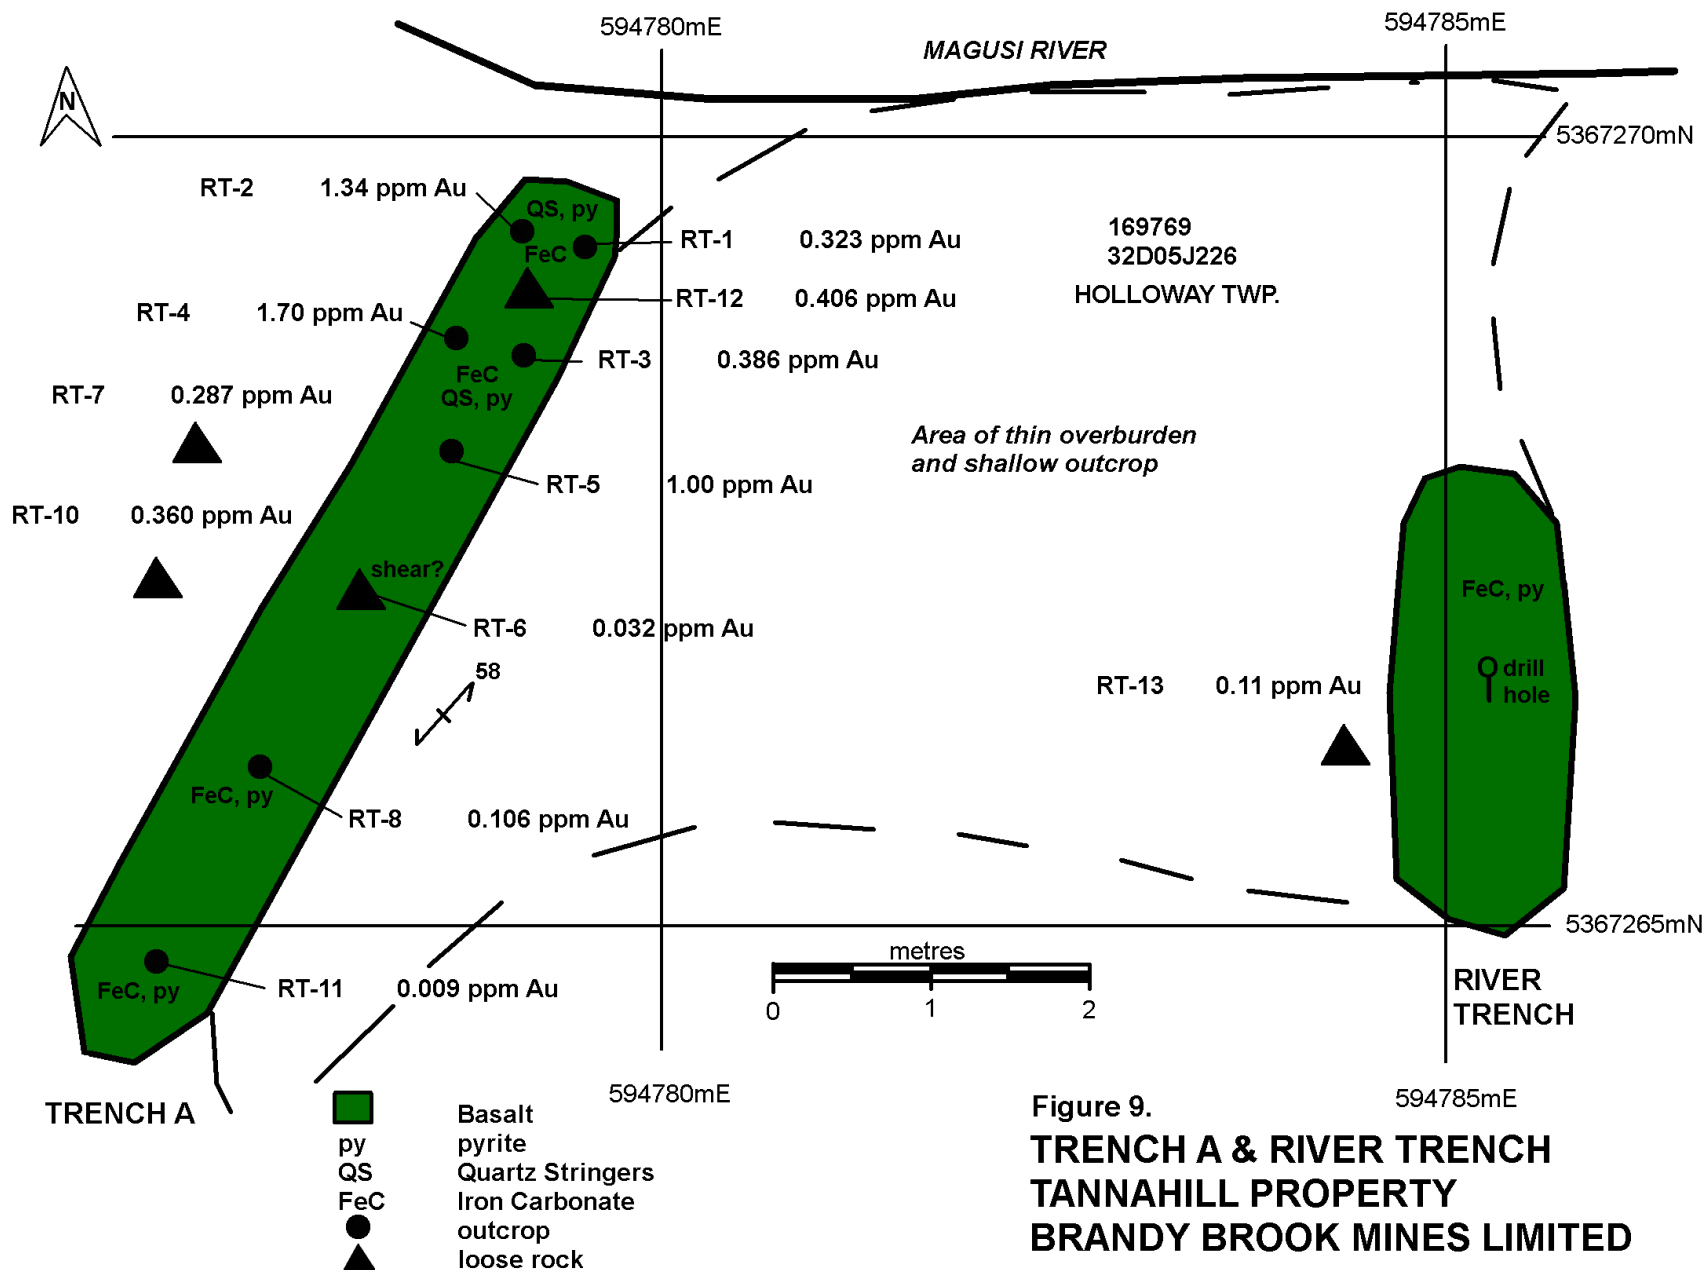 594780mE
594785mE
MAGUSI RIVER
N
5367270mN
RT-2 1.34 ppm Au
QS, py
FeC
RT-1 0.323 ppm Au
169769
32D05J226
HOLLOWAY TWP.
RT-12 0.406 ppm Au
RT-4 1.70 ppm Au
RT-3 0.386 ppm Au
FeC
QS, py
RT-7 0.287 ppm Au
Area of thin overburden
and shallow outcrop
RT-5 1.00 ppm Au
RT-10 0.360 ppm Au
shear?
RT-6 0.032 ppm Au
58
FeC, py
drill
hole
RT-13 0.11 ppm Au
FeC, py
RT-8 0.106 ppm Au
5367265mN
metres
0 1 2
FeC, py
RT-11 0.009 ppm Au
RIVER
TRENCH
TRENCH A
594780mE
594785mE
Basalt
py pyrite
QS Quartz Stringers
FeC Iron Carbonate
outcrop
loose rock
Figure 9.
TRENCH A & RIVER TRENCH
TANNAHILL PROPERTY
BRANDY BROOK MINES LIMITED